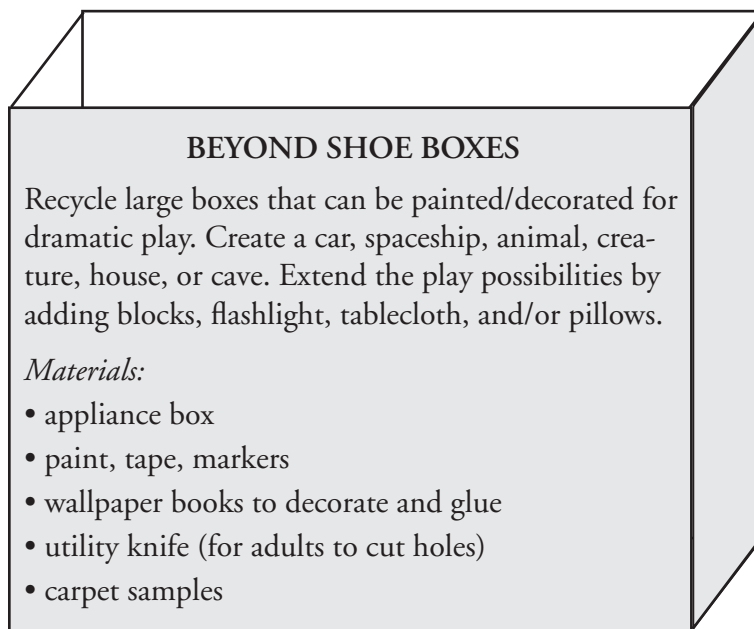 BEYOND SHOE BOXES
Recycle large boxes that can be painted/decorated for
dramatic play. Create a car, spaceship, animal, crea-
ture, house, or cave. Extend the play possibilities by
adding blocks, flashlight, tablecloth, and/or pillows.
Materials:
• appliance box
• paint, tape, markers
• wallpaper books to decorate and glue
• utility knife (for adults to cut holes)
• carpet samples